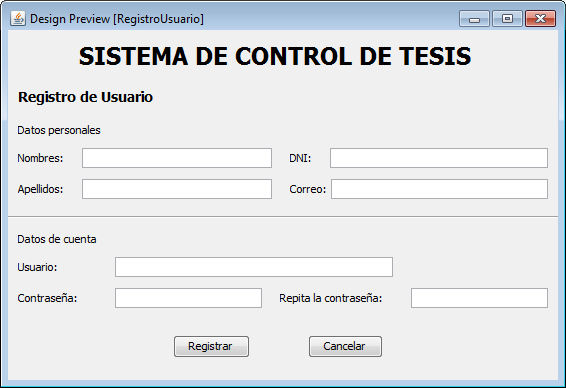 Design Preview [RegistroUsuario]
SISTEMA DE CONTROL DE TESIS
Registro de Usuario
Datos personales
Nombres: DNI:
Apellidos: Correo:
Datos de cuenta
Usuario:
Contraseña: Repita la contraseña:
Registrar Cancelar